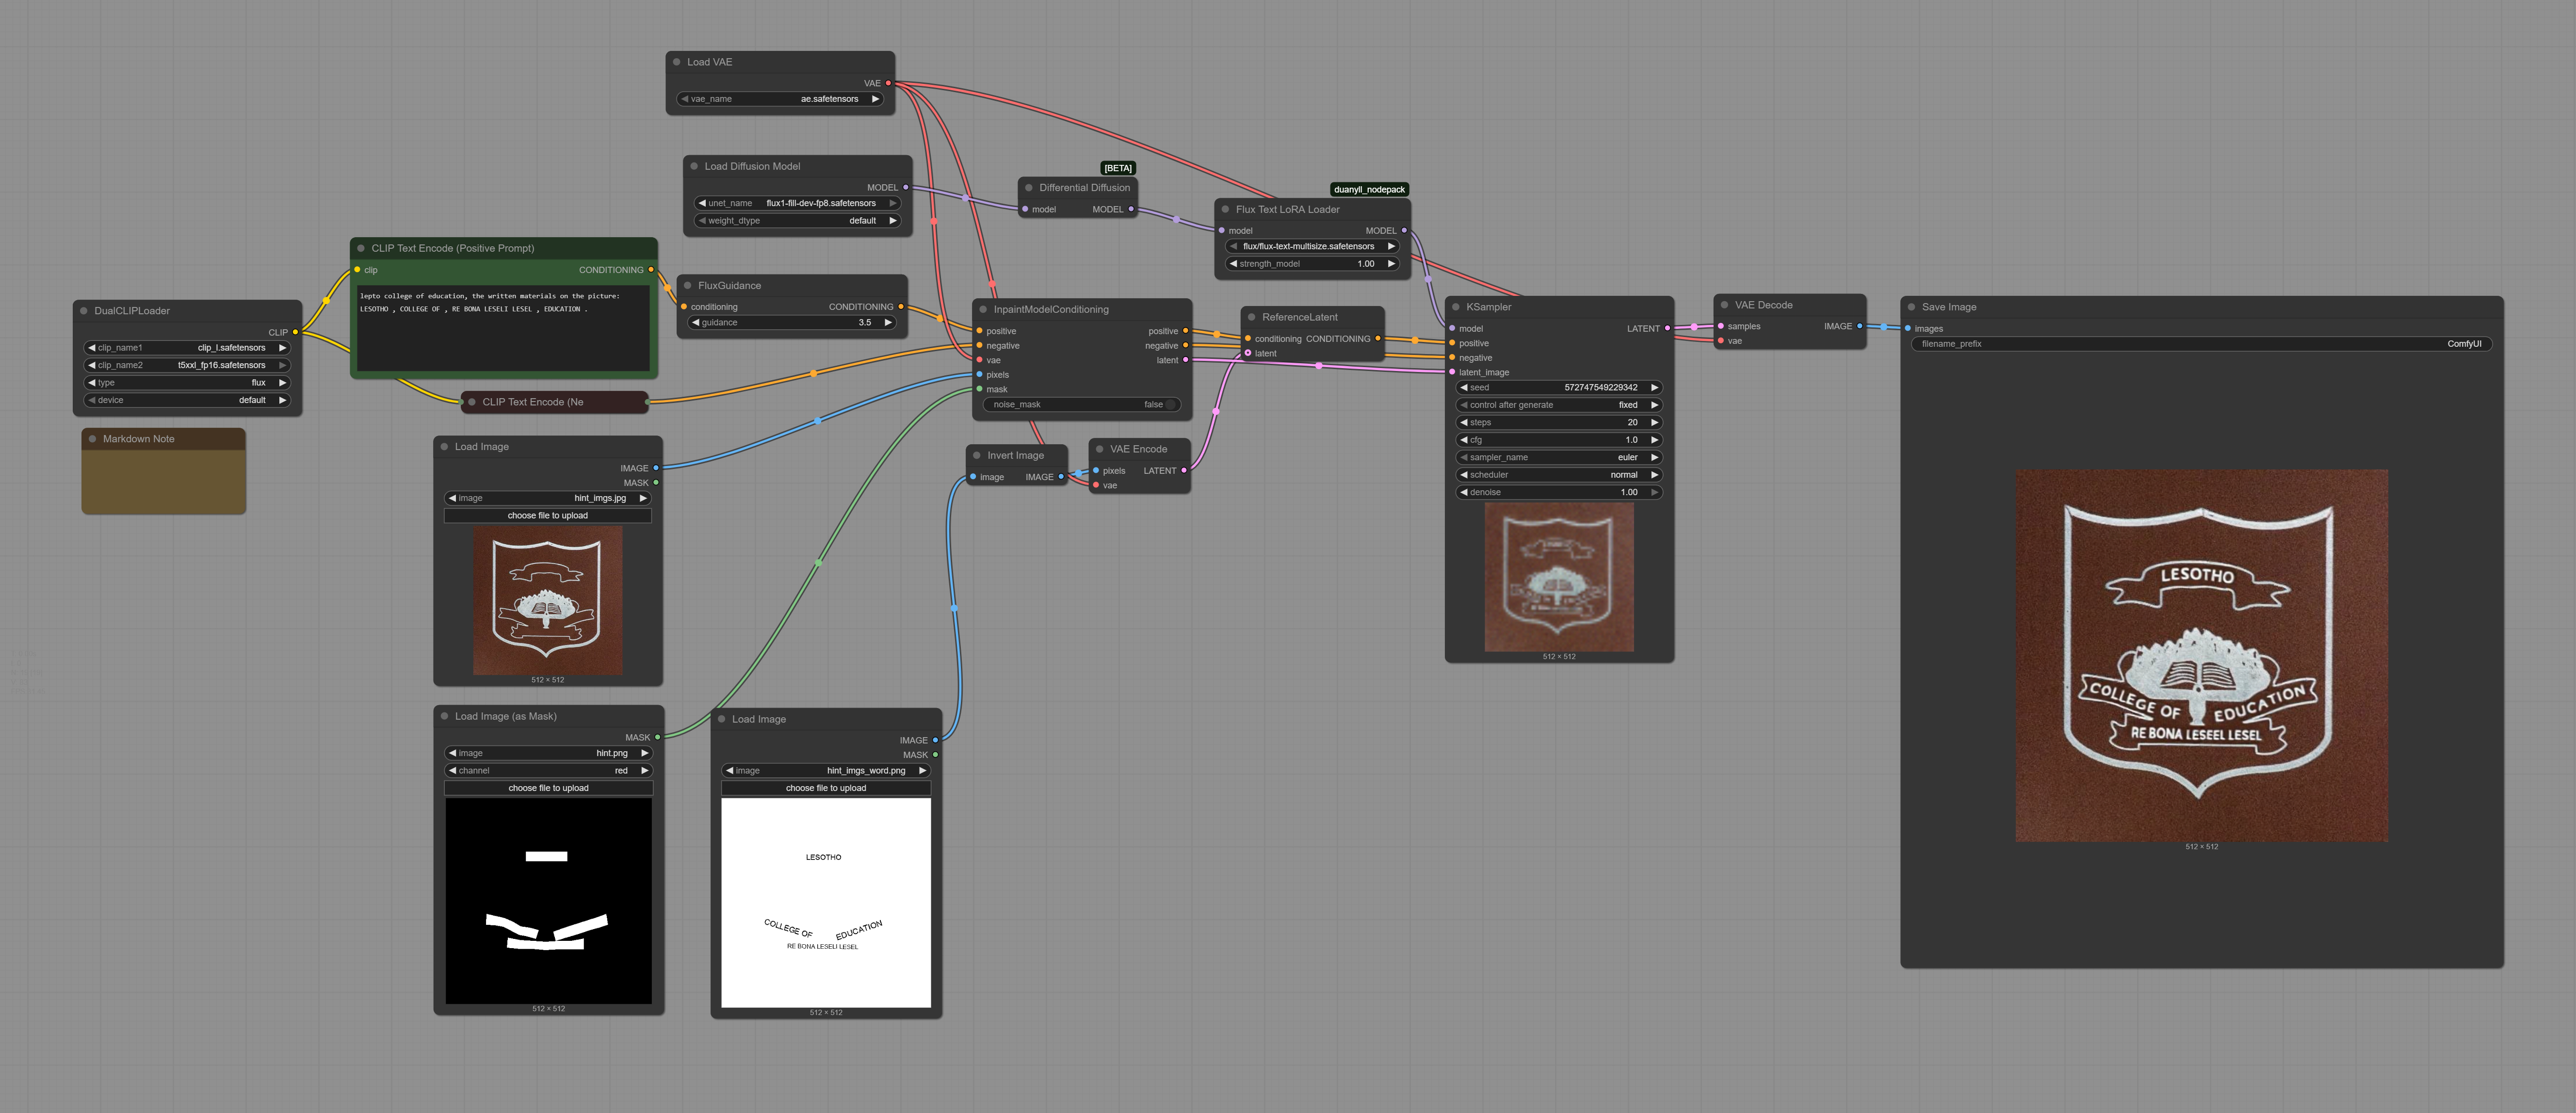 Load VAE
VAE
vae_name ae.safetensors
Load Diffusion Model
MODEL
unet_name flux1-fill-dev-fp8.safetensors
weight_dtype default
[BETA]
Differential Diffusion
model MODEL
duanyll_nodepack
Flux Text LoRA Loader
model MODEL
flux/flux-text-multisize.safetensors
strength_model 1.00
CLIP Text Encode (Positive Prompt)
clip CONDITIONING
lepto college of education, the written materials on the picture:
LESOTHO , COLLEGE OF , RE BONA LESELI LESEL , EDUCATION .
FluxGuidance
conditioning CONDITIONING
guidance 3.5
DualCLIPLoader
CLIP
clip_name1 clip_l.safetensors
clip_name2 t5xxl_fp16.safetensors
type flux
device default
CLIP Text Encode (Ne
Markdown Note
InpaintModelConditioning
positive positive
negative negative
vae latent
pixels
mask
noise_mask false
ReferenceLatent
conditioning CONDITIONING
latent
Invert Image
image IMAGE
VAE Encode
pixels LATENT
vae
KSampler
model LATENT
positive
negative
latent_image
seed 572747549229342
control after generate fixed
steps 20
cfg 1.0
sampler_name euler
scheduler normal
denoise 1.00
512 × 512
VAE Decode
samples IMAGE
vae
Save Image
images
filename_prefix ComfyUI
LESOTHO
COLLEGE OF EDUCATION
RE BONA LESEEL LESEL
512 × 512
Load Image
IMAGE
MASK
image hint_imgs.jpg
choose file to upload
512 × 512
Load Image (as Mask)
MASK
image hint.png
channel red
choose file to upload
512 × 512
Load Image
IMAGE
MASK
image hint_imgs_word.png
choose file to upload
LESOTHO
COLLEGE OF EDUCATION
RE BONA LESELI LESEL
512 × 512